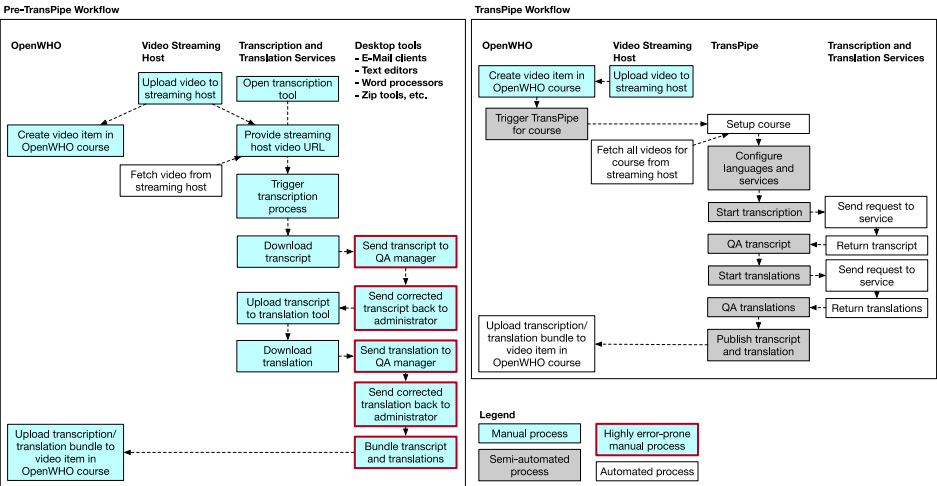 Pre-TransPipe Workflow
OpenWHO
Video Streaming
Host
Transcription and
Translation Services
Desktop tools
- E-Mail clients
- Text editors
- Word processors
- Zip tools, etc.
Upload video to
streaming host
Open transcription
tool
Create video item in
OpenWHO course
Provide streaming
host video URL
Fetch video from
streaming host
Trigger
transcription
process
Download
transcript
Send transcript to
QA manager
Send corrected
transcript back to
administrator
Upload transcript
to translation tool
Download
translation
Send translation to
QA manager
Send corrected
translation back to
administrator
Upload transcription/
translation bundle to
video item in
OpenWHO course
Bundle transcript
and translations
TransPipe Workflow
OpenWHO
Video Streaming
Host
TransPipe
Transcription and
Translation Services
Create video item in
OpenWHO course
Upload video to
streaming host
Trigger TransPipe
for course
Setup course
Fetch all videos for
course from
streaming host
Configure
languages and
services
Start transcription
Send request to
service
QA transcript
Return transcript
Start translations
Send request to
service
QA translations
Return translations
Upload transcription/
translation bundle to
video item in
OpenWHO course
Publish transcript
and translation
Legend
Manual process
Highly error-prone
manual process
Semi-automated
process
Automated process